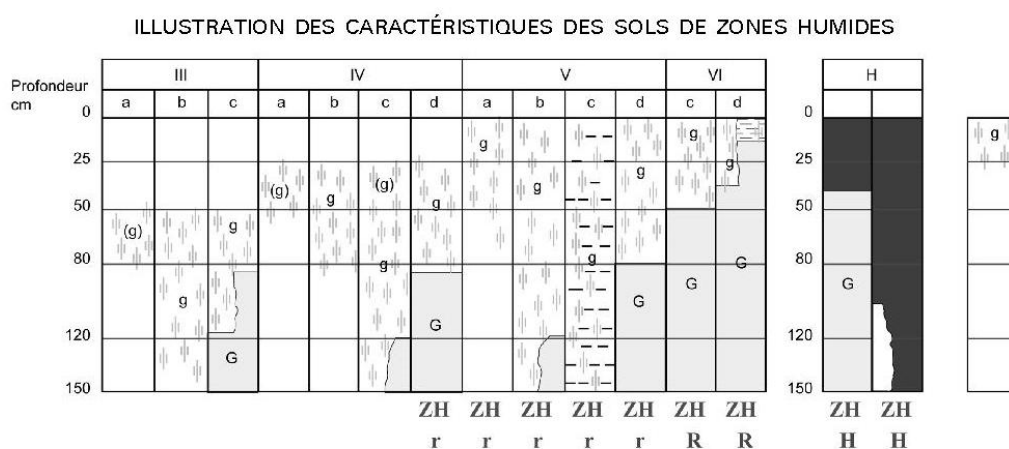 ILLUSTRATION DES CARACTÉRISTIQUES DES SOLS DE ZONES HUMIDES
Profondeur cm III IV V VI H
a b c a b c d a b c d c d
0 0
g g g g
25 25
g g
(g) g (g) g g
50 50
(g) g g
80 g g G 80
G G G
g G G
120 G 120
150 150
ZH ZH ZH ZH ZH ZH ZH ZH ZH
r r r r r R R H H